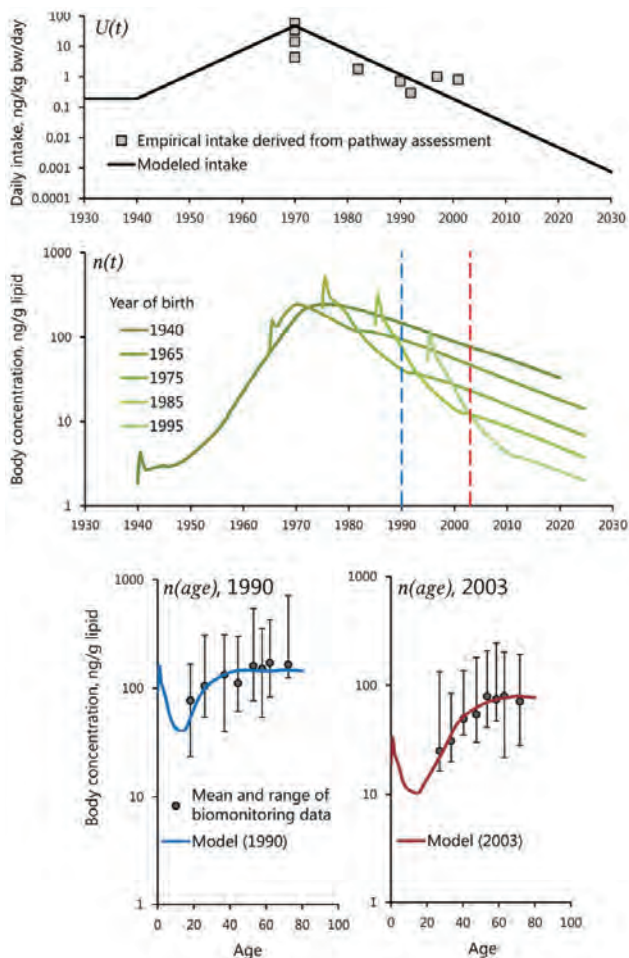 U(t)
Daily intake, ng/kg bw/day
100
10
1
0.1
0.01
0.001
0.0001
Empirical intake derived from pathway assessment
Modeled intake
1930 1940 1950 1960 1970 1980 1990 2000 2010 2020 2030
n(t)
Body concentration, ng/g lipid
1000
100
10
1
Year of birth
1940
1965
1975
1985
1995
1930 1940 1950 1960 1970 1980 1990 2000 2010 2020 2030
n(age), 1990
Body concentration, ng/g lipid
1000
100
10
1
Mean and range of
biomonitoring data
Model (1990)
0 20 40 60 80 100
Age
n(age), 2003
1000
100
10
1
Model (2003)
0 20 40 60 80 100
Age